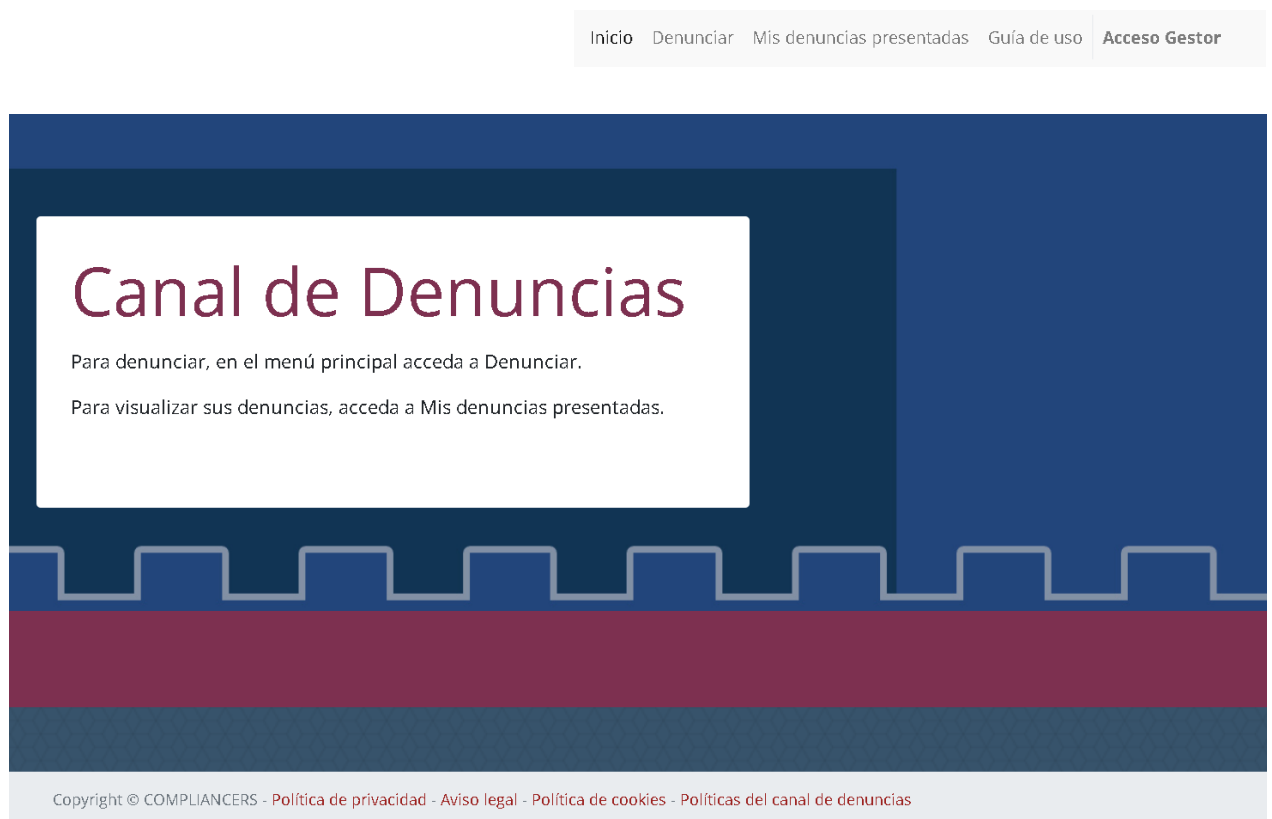 Inicio Denunciar Mis denuncias presentadas Guía de uso Acceso Gestor
Canal de Denuncias
Para denunciar, en el menú principal acceda a Denunciar.
Para visualizar sus denuncias, acceda a Mis denuncias presentadas.
Copyright © COMPLIANCERS - Política de privacidad - Aviso legal - Política de cookies - Políticas del canal de denuncias